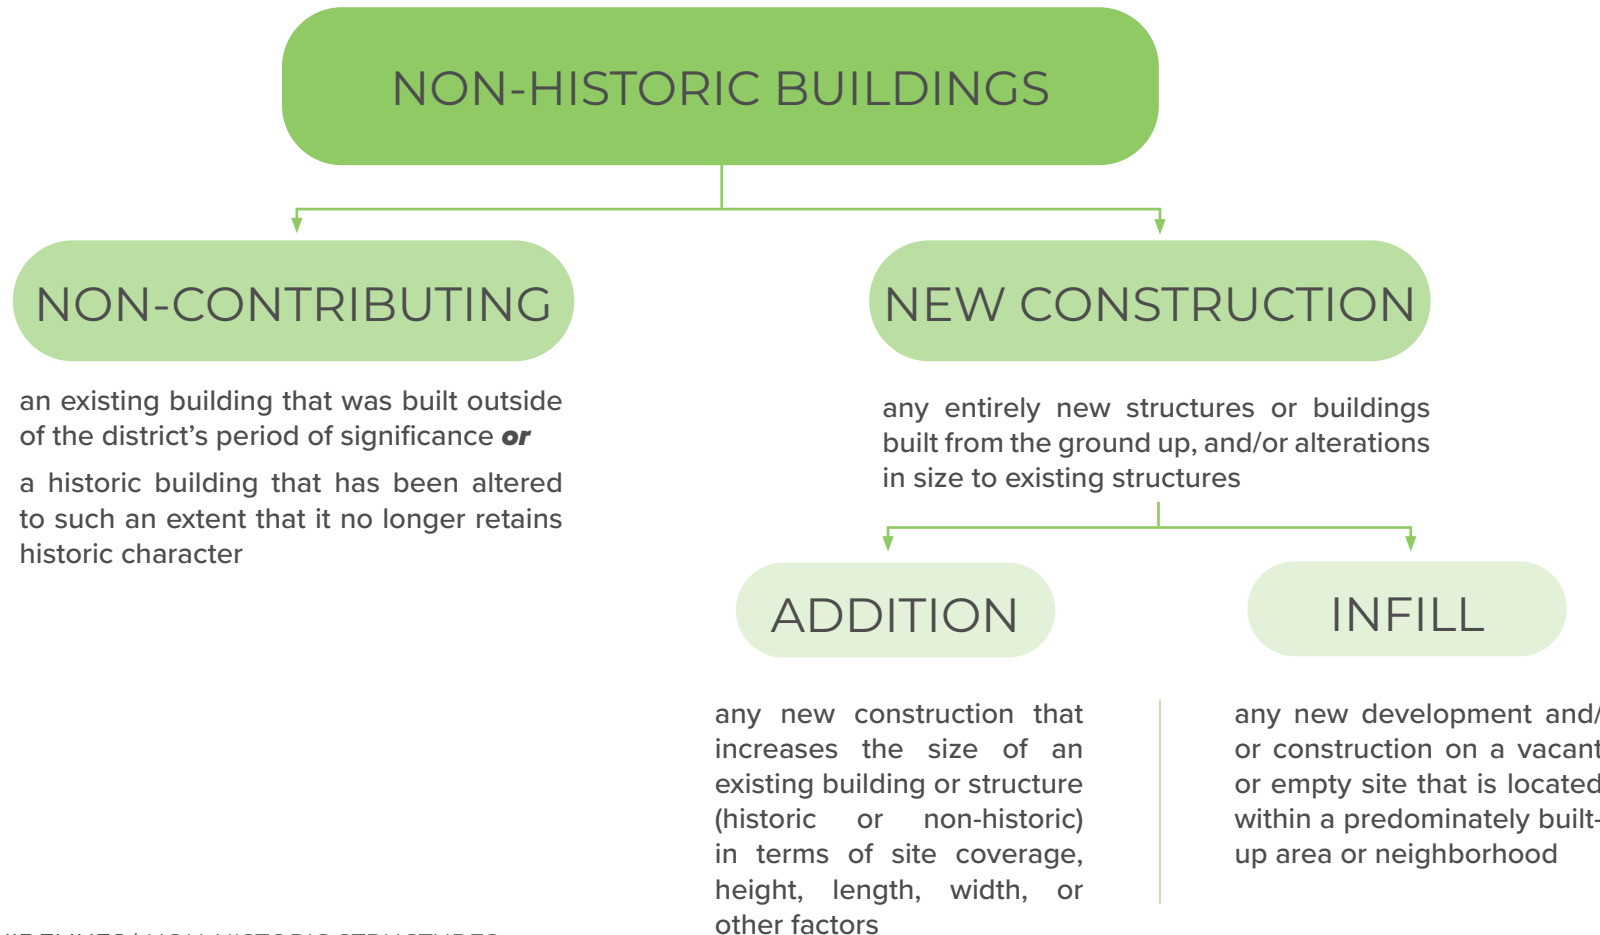 NON-HISTORIC BUILDINGS
NON-CONTRIBUTING
an existing building that was built outside
of the district's period of significance or
a historic building that has been altered
to such an extent that it no longer retains
historic character
NEW CONSTRUCTION
any entirely new structures or buildings
built from the ground up, and/or alterations
in size to existing structures
ADDITION
any new construction that
increases the size of an
existing building or structure
(historic or non-historic)
in terms of site coverage,
height, length, width, or
other factors
INFILL
any new development and/
or construction on a vacant
or empty site that is located
within a predominately built-
up area or neighborhood
| NON-HISTORIC STRUCTURES